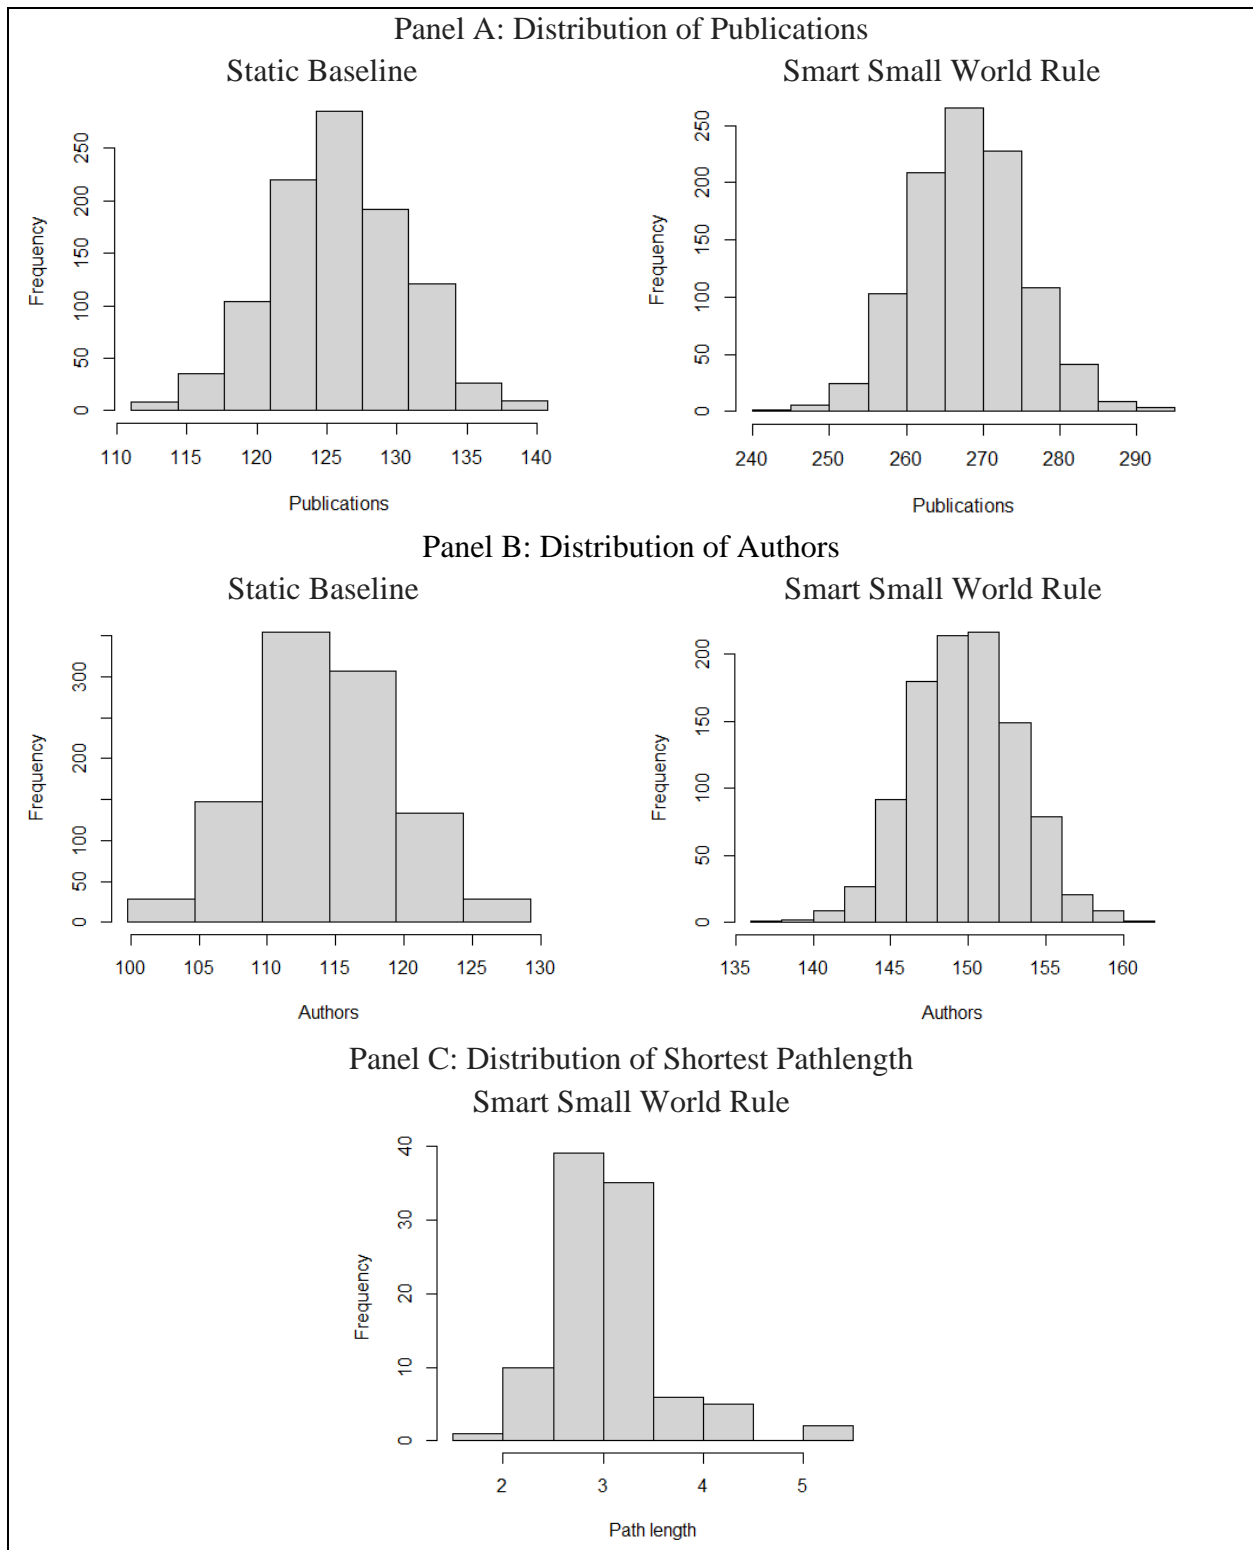 Panel A: Distribution of Publications
Static Baseline
Smart Small World Rule
Frequency
0 50 100 150 200 250
110 115 120 125 130 135 140
Publications
Frequency
0 50 100 150 200 250
240 250 260 270 280 290
Publications
Panel B: Distribution of Authors
Static Baseline
Smart Small World Rule
Frequency
0 50 100 200 300
100 105 110 115 120 125 130
Authors
Frequency
0 50 100 150 200
135 140 145 150 155 160
Authors
Panel C: Distribution of Shortest Pathlength
Smart Small World Rule
Frequency
0 10 20 30 40
2 3 4 5
Path length